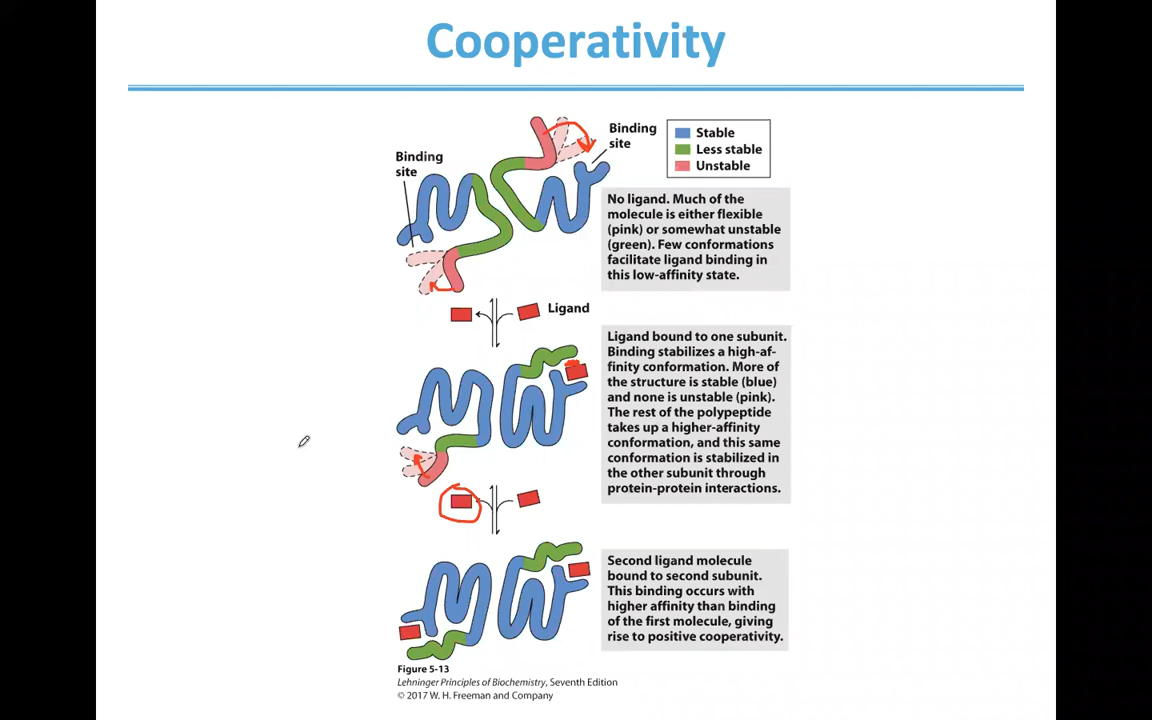 Cooperativity
Binding
site
Binding
site
Stable
Less stable
Unstable
No ligand. Much of the
molecule is either flexible
(pink) or somewhat unstable
(green). Few conformations
facilitate ligand binding in
this low-affinity state.
Ligand
Ligand bound to one subunit.
Binding stabilizes a high-af-
finity conformation. More of
the structure is stable (blue)
and none is unstable (pink).
The rest of the polypeptide
takes up a higher-affinity
conformation, and this same
conformation is stabilized in
the other subunit through
protein-protein interactions.
Second ligand molecule
bound to second subunit.
This binding occurs with
higher affinity than binding
of the first molecule, giving
rise to positive cooperativity.
Figure 5-13
Lehninger Principles of Biochemistry, Seventh Edition
© 2017 W. H. Freeman and Company